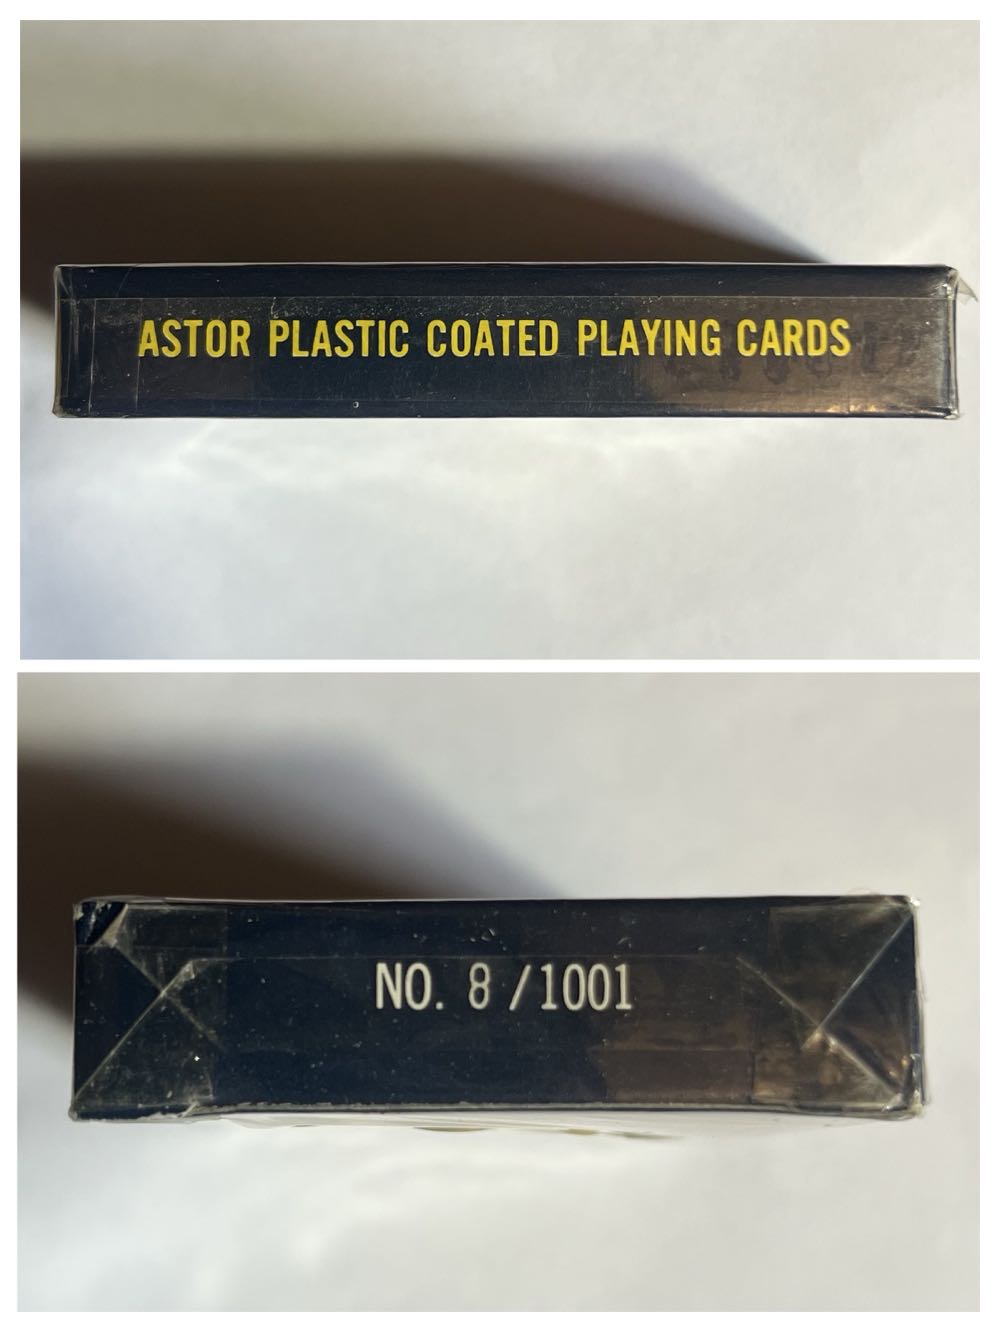 ASTOR PLASTIC COATED PLAYING CARDS
NO. 8 /1001